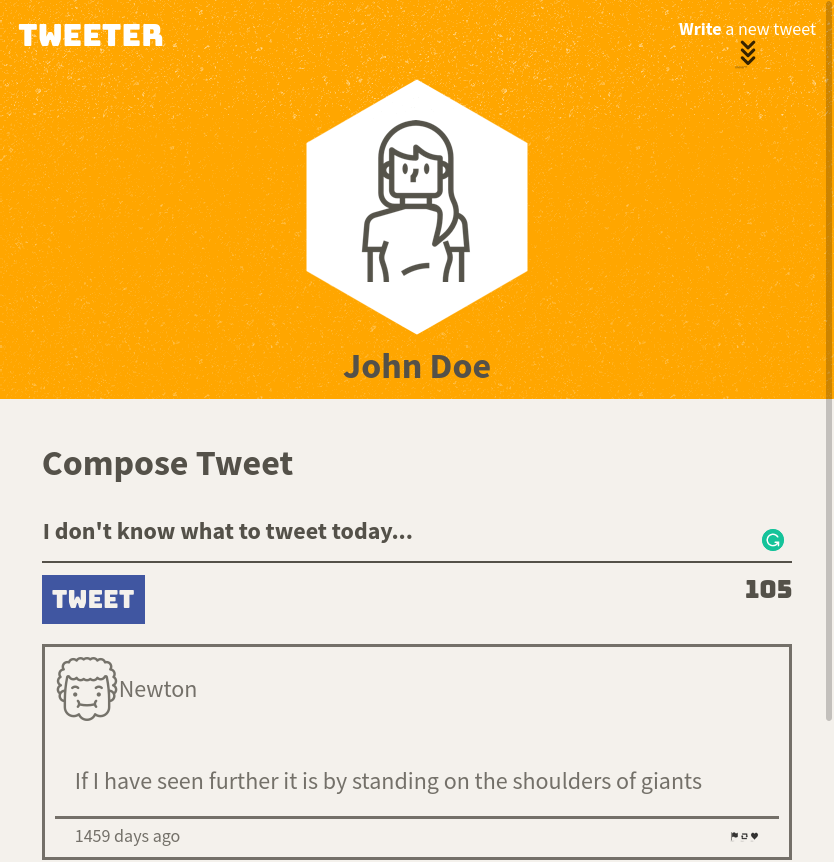 TWEETER
Write a new tweet
John Doe
Compose Tweet
I don't know what to tweet today...
TWEET
105
Newton
If I have seen further it is by standing on the shoulders of giants
1459 days ago